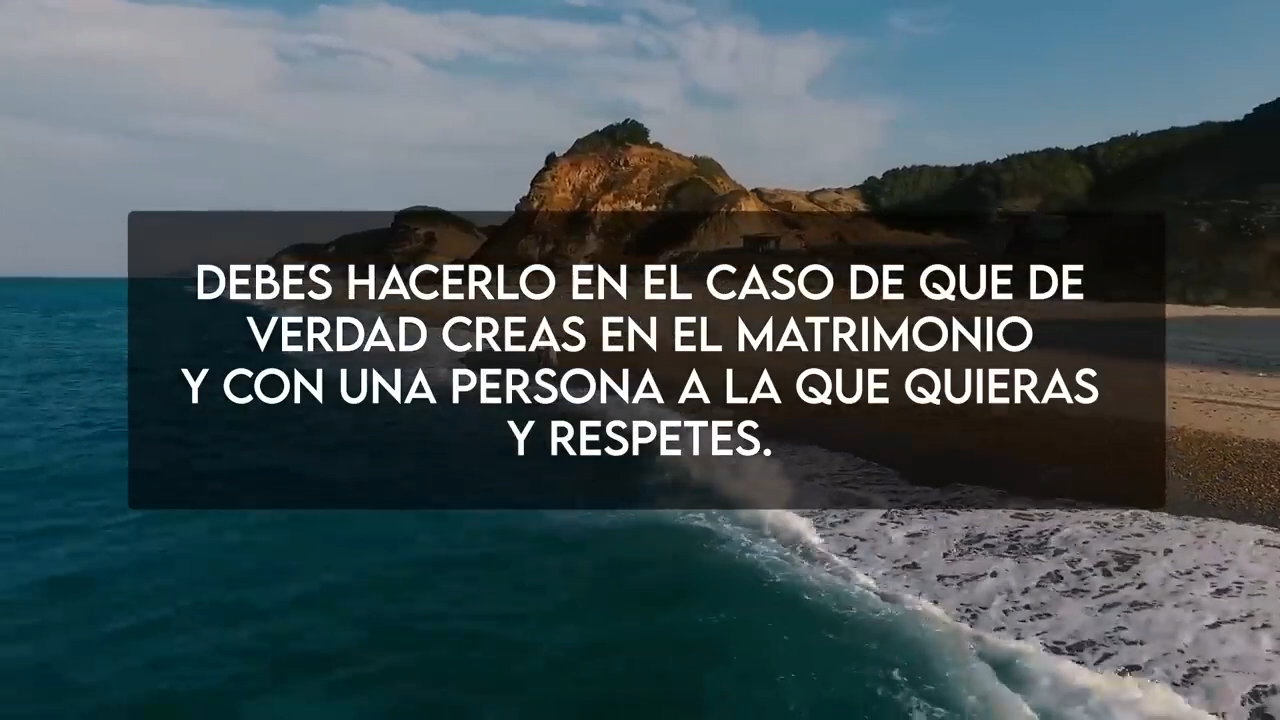 DEBES HACERLO EN EL CASO DE QUE DE
VERDAD CREAS EN EL MATRIMONIO
Y CON UNA PERSONA A LA QUE QUIERAS
Y RESPETES.